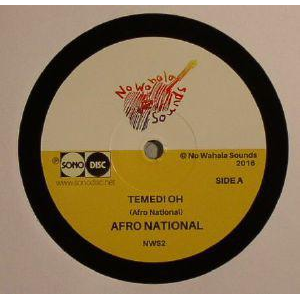 No Wahala
Sounds
℗ SONO DISC
www.sonodisc.net
© No Wahala Sounds
2016
SIDE A
TEMEDI OH
(Afro National)
AFRO NATIONAL
NWS2